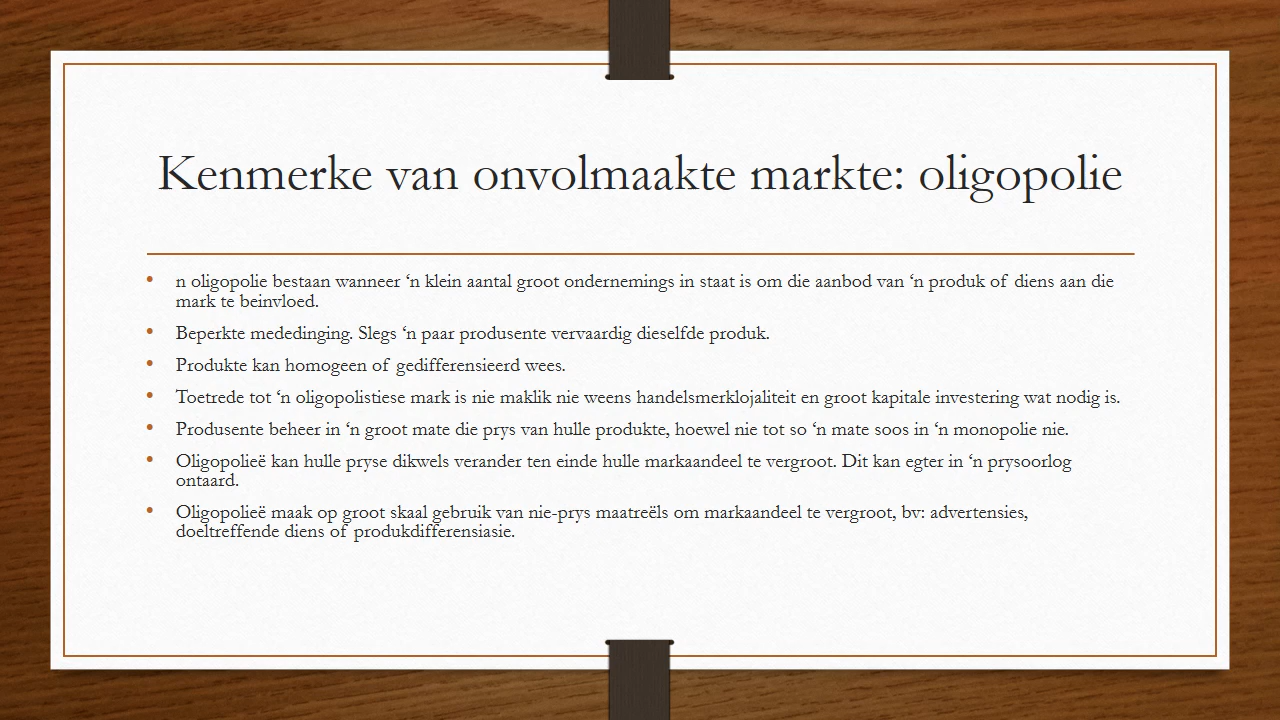 Kenmerke van onvolmaakte markte: oligopolie
• n oligopolie bestaan wanneer ‘n klein aantal groot ondernemings in staat is om die aanbod van ‘n produk of diens aan die
mark te beinvloed.
• Beperkte mededinging. Slegs ‘n paar produsente vervaardig dieselfde produk.
• Produkte kan homogeen of gedifferensieerd wees.
• Toetrede tot ‘n oligopolistiese mark is nie maklik nie weens handelsmerklojaliteit en groot kapitale investering wat nodig is.
• Produsente beheer in ‘n groot mate die prys van hulle produkte, hoewel nie tot so ‘n mate soos in ‘n monopolie nie.
• Oligopolieë kan hulle pryse dikwels verander ten einde hulle markaandeel te vergroot. Dit kan egter in ‘n prysoorlog
ontaard.
• Oligopolieë maak op groot skaal gebruik van nie-prys maatreëls om markaandeel te vergroot, bv: advertensies,
doeltreffende diens of produkdifferensiasie.